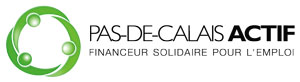 PAS-DE-CALAIS ACTIF
FINANCEUR SOLIDAIRE POUR L'EMPLOI